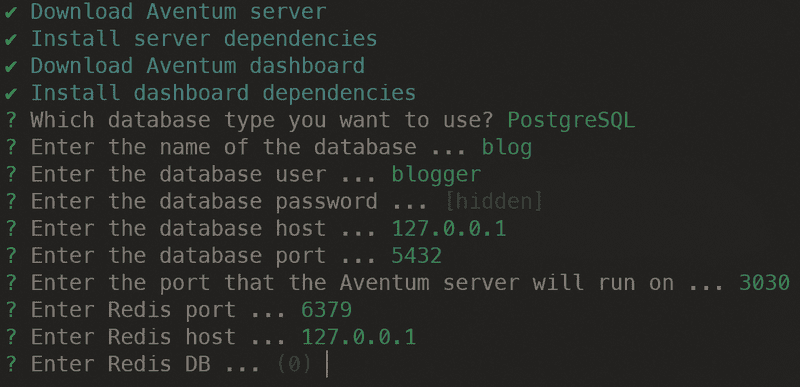 ✔ Download Aventum server
✔ Install server dependencies
✔ Download Aventum dashboard
✔ Install dashboard dependencies
? Which database type you want to use? PostgreSQL
? Enter the name of the database ... blog
? Enter the database user ... blogger
? Enter the database password ... [hidden]
? Enter the database host ... 127.0.0.1
? Enter the database port ... 5432
? Enter the port that the Aventum server will run on ... 3030
? Enter Redis port ... 6379
? Enter Redis host ... 127.0.0.1
? Enter Redis DB ... (0)